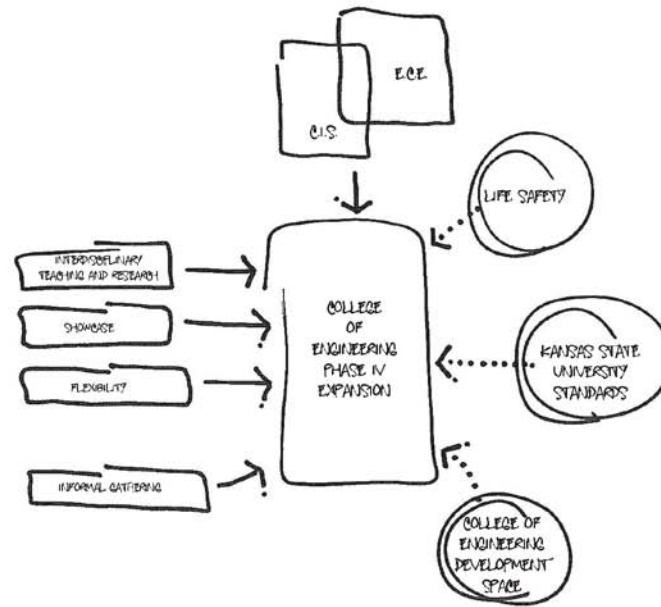 E.C.E.
C.I.S.
LIFE SAFETY
INTERDISCIPLINARY
TEACHING AND RESEARCH
SHOWCASE
FLEXIBILITY
INFORMAL GATHERING
COLLEGE
OF
ENGINEERING
PHASE IV
EXPANSION
KANSAS STATE
UNIVERSITY
STANDARDS
COLLEGE OF
ENGINEERING
DEVELOPMENT
SPACE